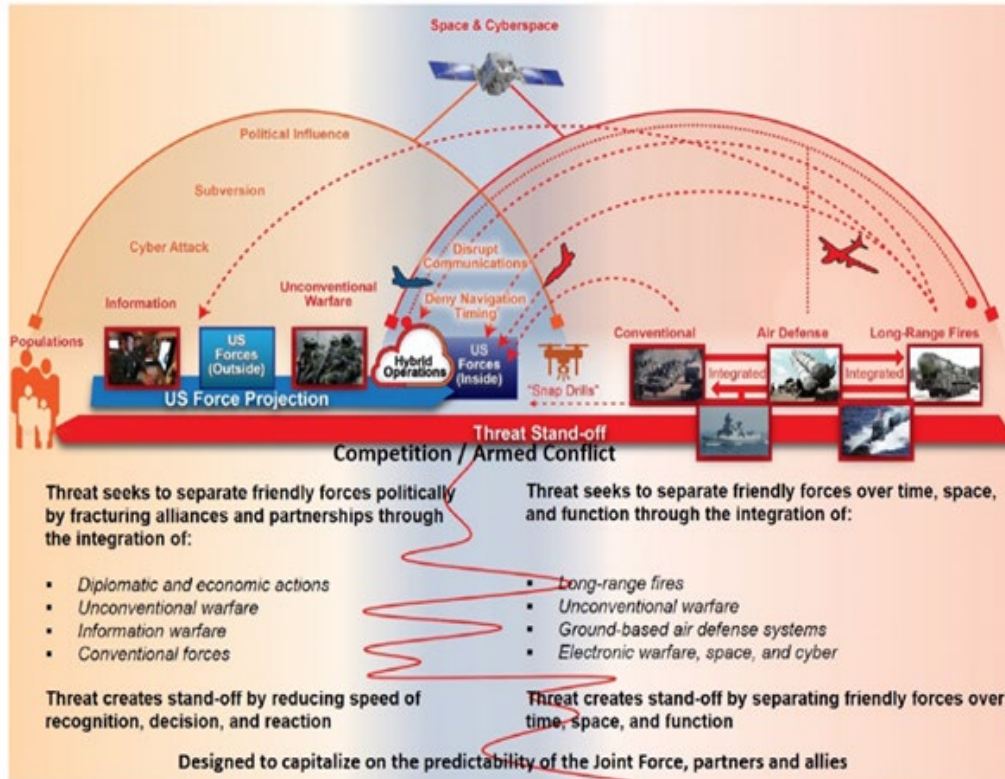 Space & Cyberspace
Political Influence
Subversion
Cyber Attack
Disrupt
Communications
Deny Navigation
Timing
Information
Unconventional
Warfare
Populations
US
Forces
(Outside)
Hybrid
Operations
US
Forces
(Inside)
"Snap Drills"
Conventional
Air Defense
Long-Range Fires
Integrated
Integrated
US Force Projection
Threat Stand-off
Competition / Armed Conflict
Threat seeks to separate friendly forces politically
by fracturing alliances and partnerships through
the integration of:
▪ Diplomatic and economic actions
▪ Unconventional warfare
▪ Information warfare
▪ Conventional forces
Threat creates stand-off by reducing speed of
recognition, decision, and reaction
Threat seeks to separate friendly forces over time, space,
and function through the integration of:
▪ Long-range fires
▪ Unconventional warfare
▪ Ground-based air defense systems
▪ Electronic warfare, space, and cyber
Threat creates stand-off by separating friendly forces over
time, space, and function
Designed to capitalize on the predictability of the Joint Force, partners and allies